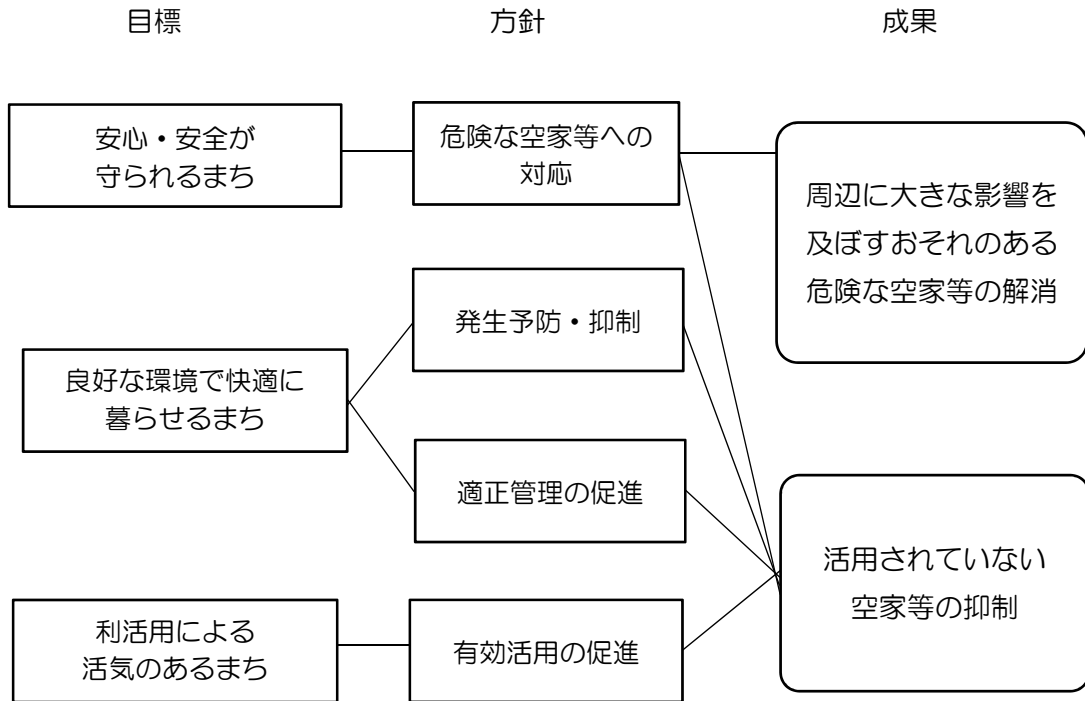 目標
方針
成果
安心・安全が
守られるまち
危険な空家等への
対応
周辺に大きな影響を
及ぼすおそれのある
危険な空家等の解消
発生予防・抑制
良好な環境で快適に
暮らせるまち
適正管理の促進
活用されていない
空家等の抑制
利活用による
活気のあるまち
有効活用の促進